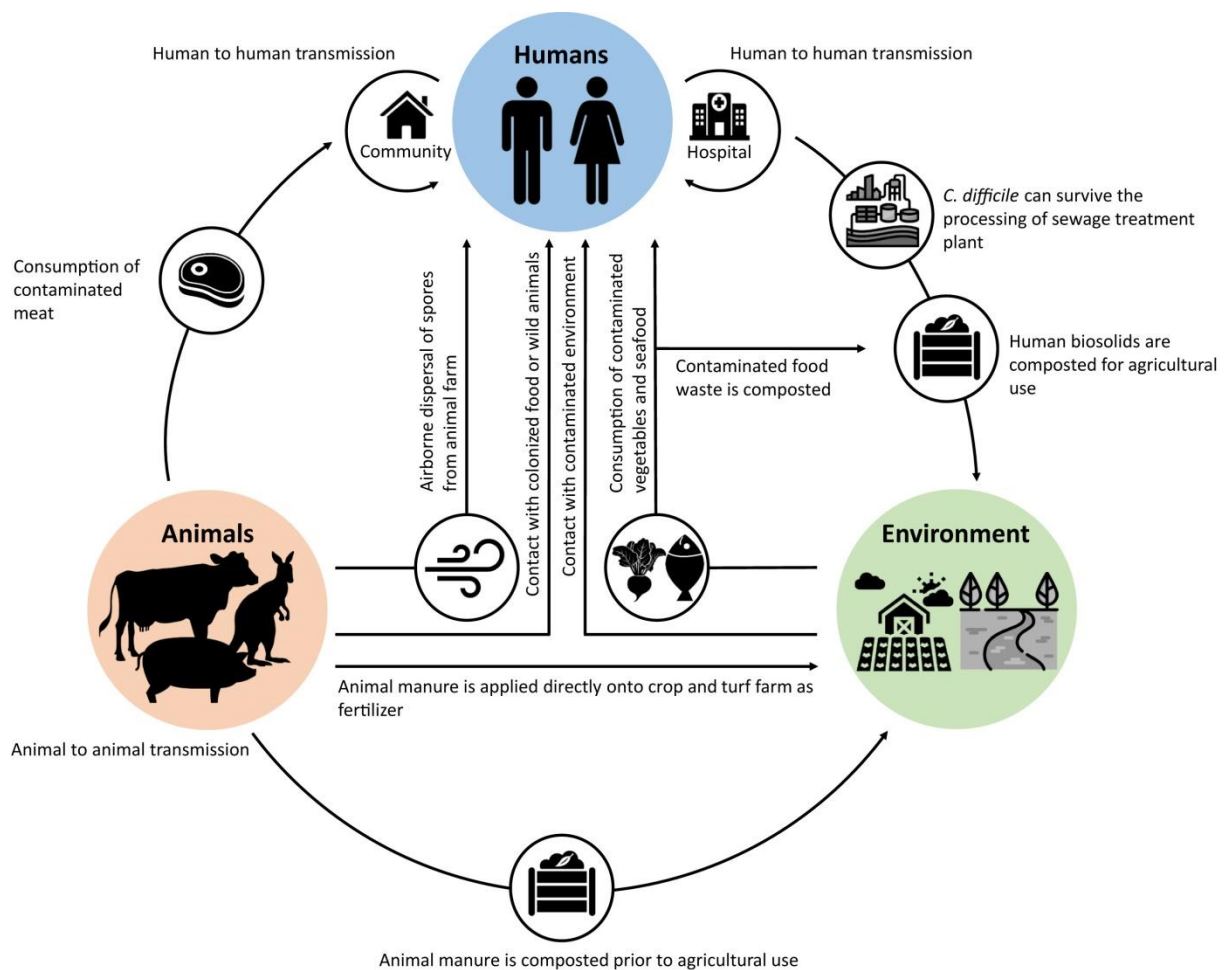 Humans
Human to human transmission
Human to human transmission
Community
Hospital
C. difficile can survive the
processing of sewage treatment
plant
Consumption of
contaminated
meat
Human biosolids are
composted for agricultural
use
Contaminated food
waste is composted
Airborne dispersal of spores
from animal farm
Contact with colonized food or wild animals
Contact with contaminated environment
Consumption of contaminated
vegetables and seafood
Animals
Environment
Animal manure is applied directly onto crop and turf farm as
fertilizer
Animal to animal transmission
Animal manure is composted prior to agricultural use